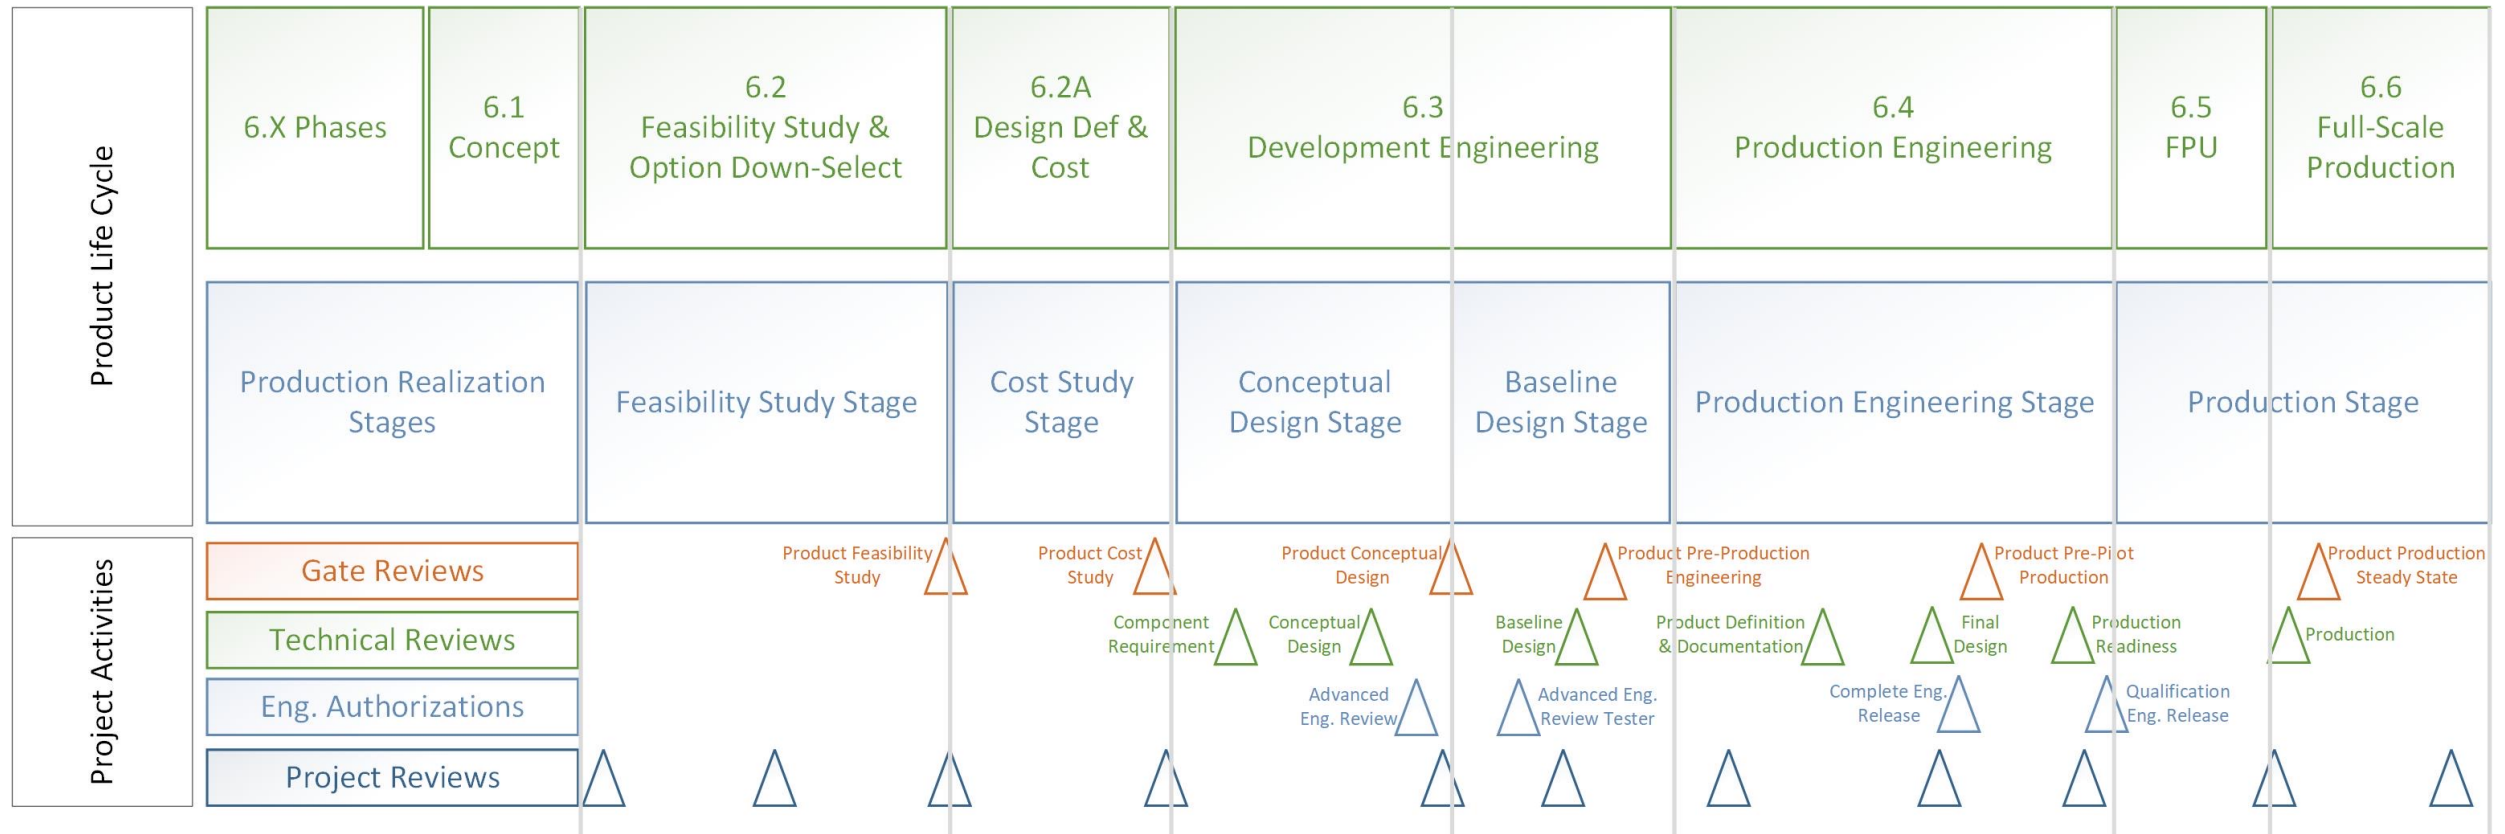 Product Life Cycle
6.X Phases
6.1
Concept
6.2
Feasibility Study &
Option Down-Select
6.2A
Design Def &
Cost
6.3
Development Engineering
6.4
Production Engineering
6.5
FPU
6.6
Full-Scale
Production
Production Realization
Stages
Feasibility Study Stage
Cost Study
Stage
Conceptual
Design Stage
Baseline
Design Stage
Production Engineering Stage
Production Stage
Project Activities
Gate Reviews
Product Feasibility
Study
Product Cost
Study
Product Conceptual
Design
Product Pre-Production
Engineering
Product Pre-Pilot
Production
Product Production
Steady State
Technical Reviews
Component
Requirement
Conceptual
Design
Baseline
Design
Product Definition
& Documentation
Final
Design
Production
Readiness
Production
Eng. Authorizations
Advanced
Eng. Review
Advanced Eng.
Review Tester
Complete Eng.
Release
Qualification
Eng. Release
Project Reviews